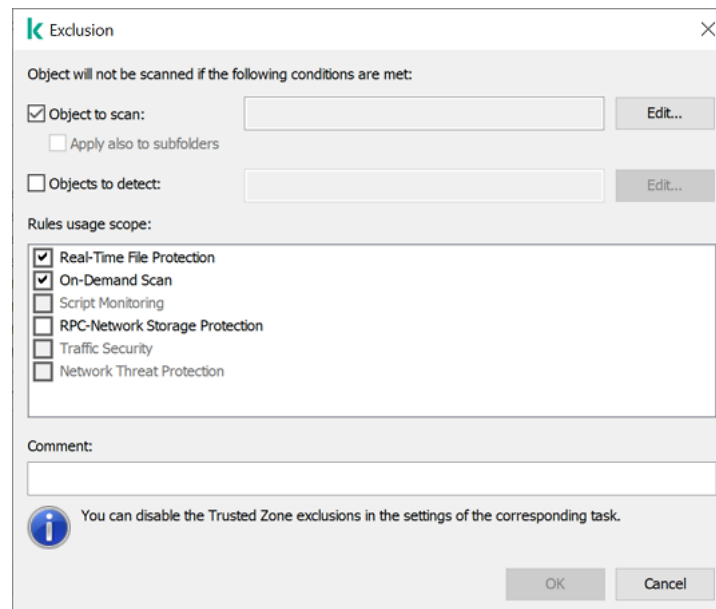 Exclusion
Object will not be scanned if the following conditions are met:
Object to scan:
Edit...
Apply also to subfolders
Objects to detect:
Edit...
Rules usage scope:
Real-Time File Protection
On-Demand Scan
Script Monitoring
RPC-Network Storage Protection
Traffic Security
Network Threat Protection
Comment:
You can disable the Trusted Zone exclusions in the settings of the corresponding task.
OK
Cancel